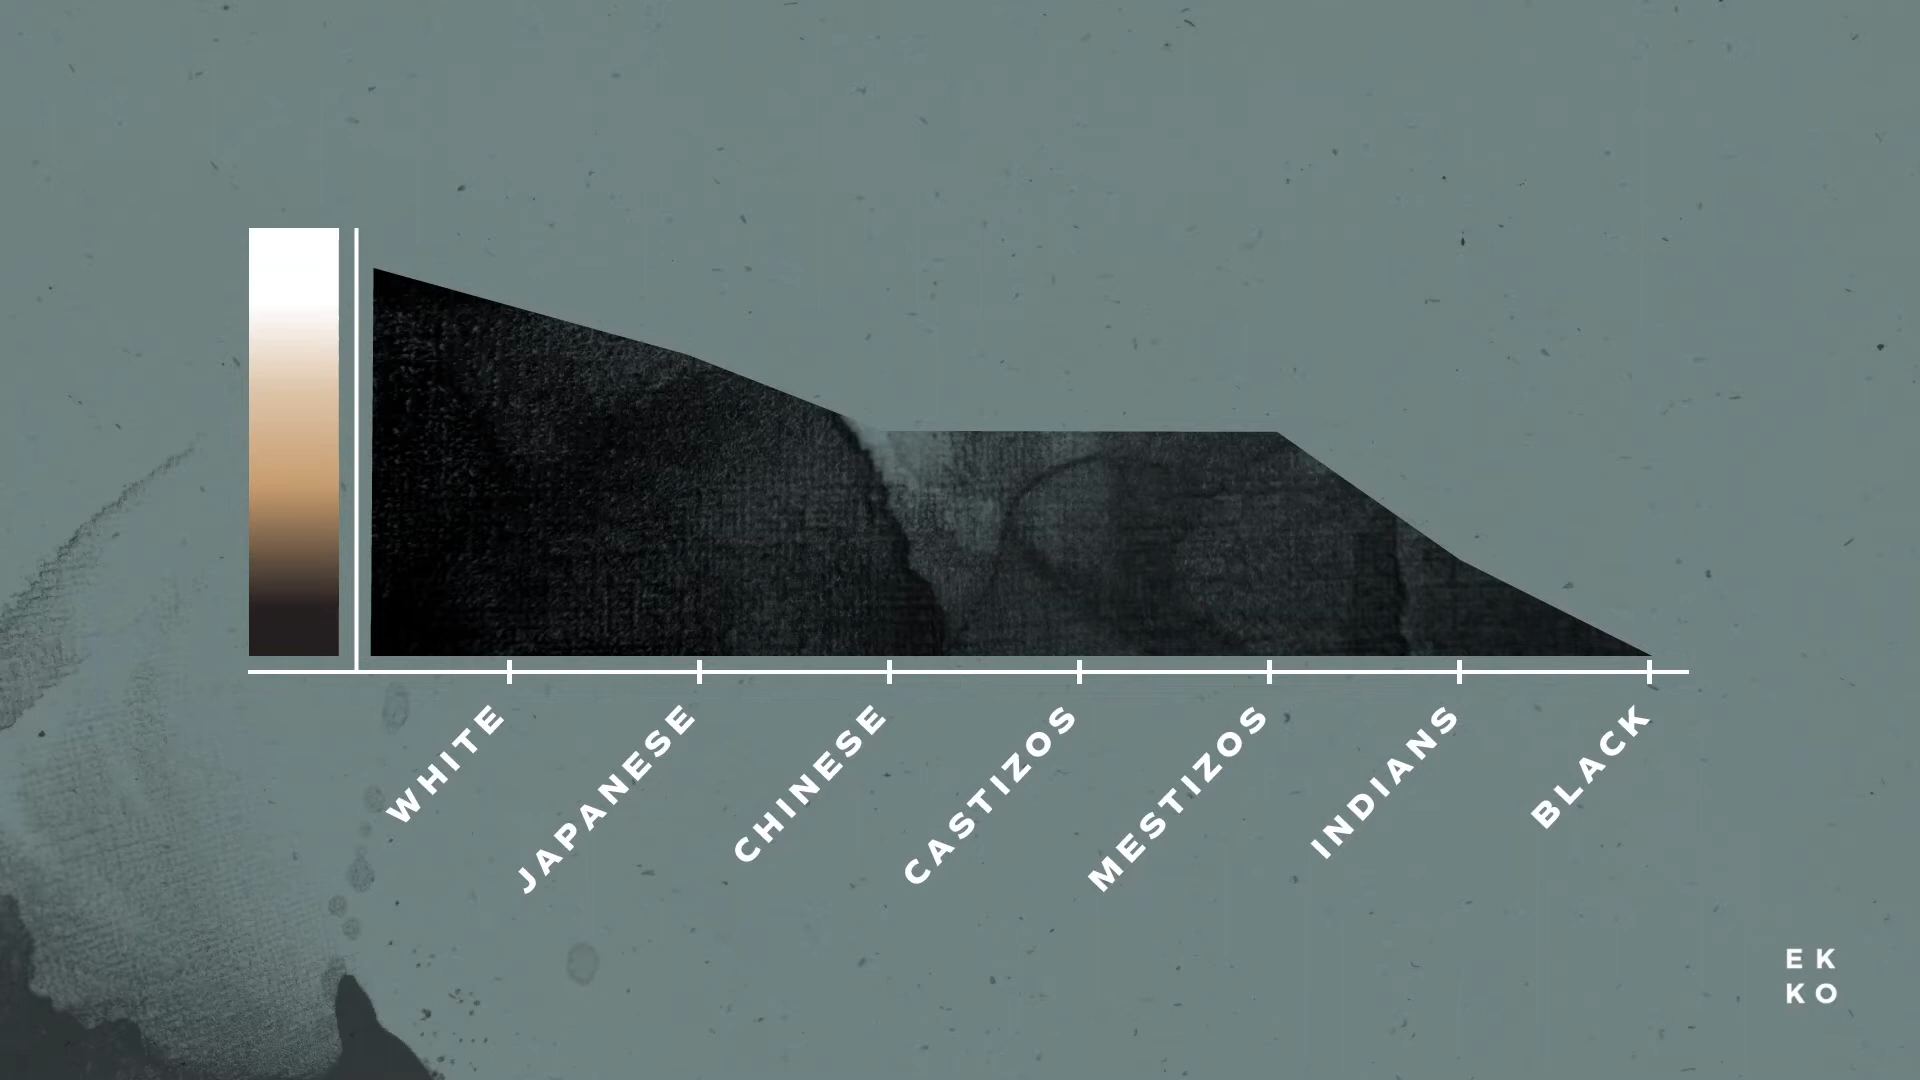 WHITE
JAPANESE
CHINESE
CASTIZOS
MESTIZOS
INDIANS
BLACK
EK
KO